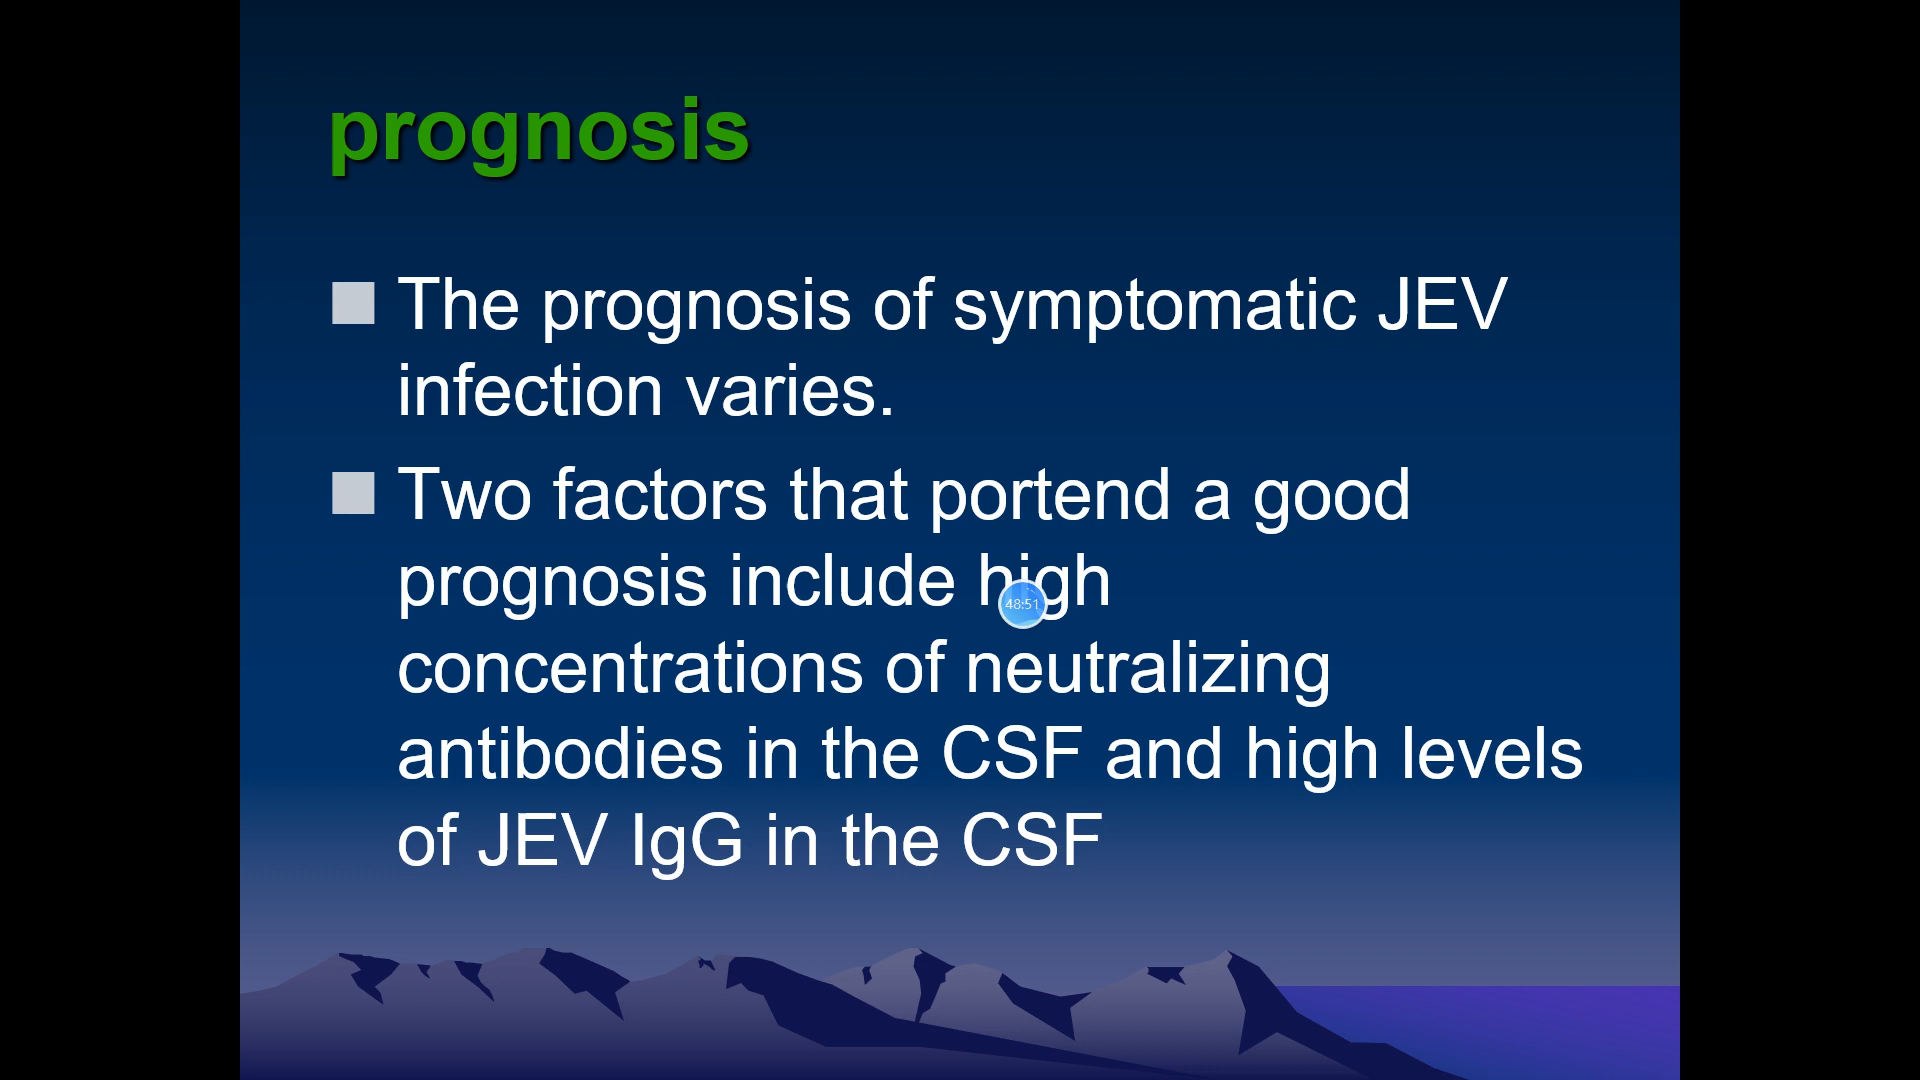 prognosis
The prognosis of symptomatic JEV
infection varies.
Two factors that portend a good
prognosis include high
48:51
concentrations of neutralizing
antibodies in the CSF and high levels
of JEV IgG in the CSF